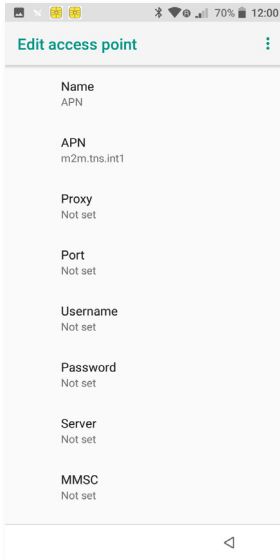 R 70% 12:00
Edit access point
Name
APN
APN
m2m.tns.int1
Proxy
Not set
Port
Not set
Username
Not set
Password
Not set
Server
Not set
MMSC
Not set